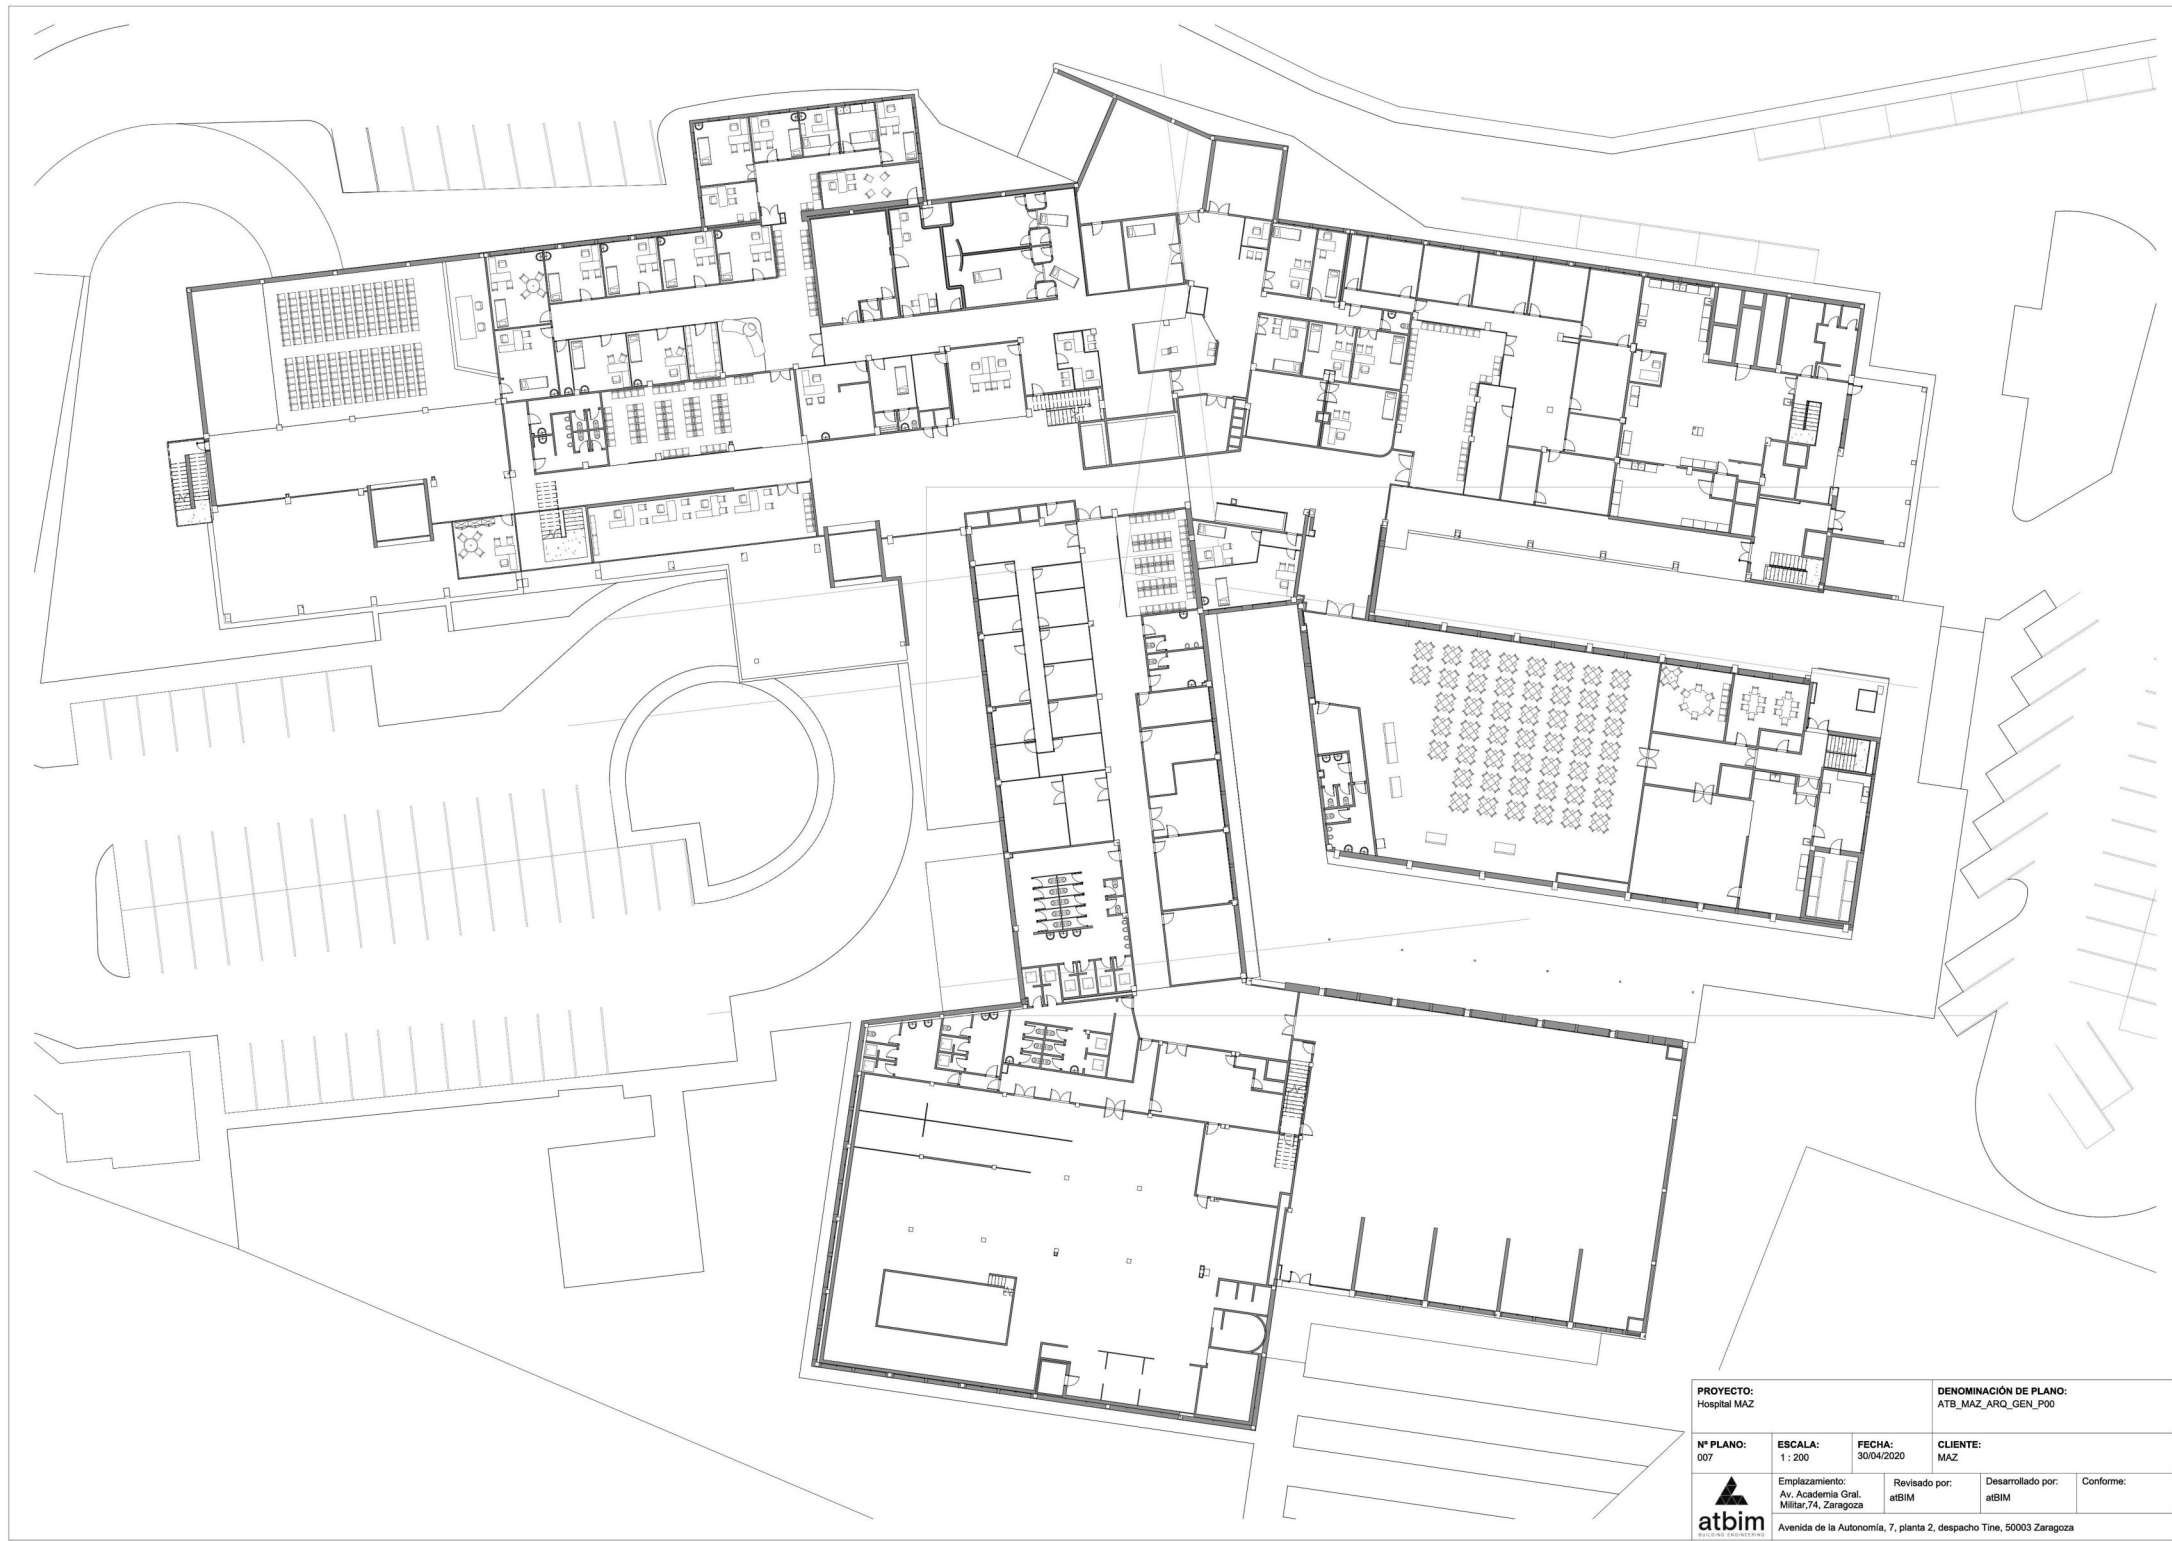 PROYECTO:
Hospital MAZ
DENOMINACIÓN DE PLANO:
ATB_MAZ_ARQ_GEN_P00
Nº PLANO:
007
ESCALA:
1 : 200
FECHA:
30/04/2020
CLIENTE:
MAZ
atbim
BUILDING ENGINEERING
Emplazamiento:
Av. Academia Gral.
Militar,74, Zaragoza
Revisado por:
atBIM
Desarrollado por:
atBIM
Conforme:
Avenida de la Autonomía, 7, planta 2, despacho Tine, 50003 Zaragoza